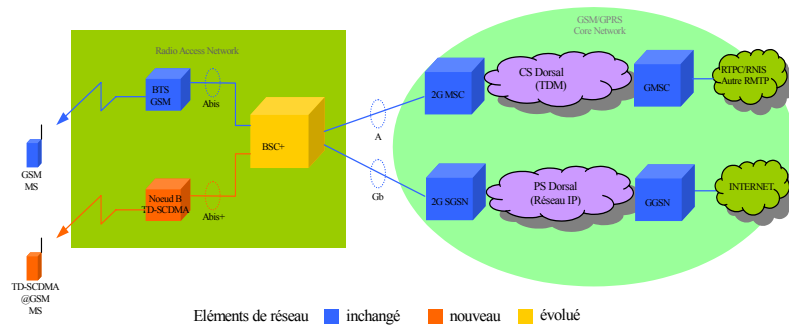 GSM/GPRS
Core Network
Radio Access Network
BTS
GSM
Abis
BSC+
A
Gb
2G MSC
CS Dorsal
(TDM)
GMSC
RTPC/RNIS
Autre RMTP
GSM
MS
Noeud B
TD-SCDMA
Abis+
2G SGSN
PS Dorsal
(Réseau IP)
GGSN
INTERNET
TD-SCDMA
@GSM
MS
Eléments de réseau inchangé nouveau évolué